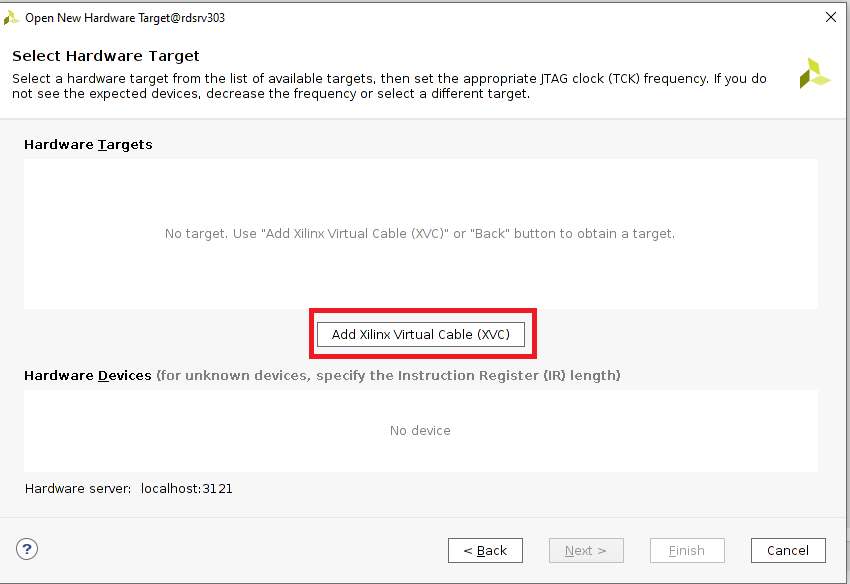 Open New Hardware Target@rdsrv303
Select Hardware Target
Select a hardware target from the list of available targets, then set the appropriate JTAG clock (TCK) frequency. If you do
not see the expected devices, decrease the frequency or select a different target.
Hardware Targets
No target. Use "Add Xilinx Virtual Cable (XVC)" or "Back" button to obtain a target.
Add Xilinx Virtual Cable (XVC)
Hardware Devices (for unknown devices, specify the Instruction Register (IR) length)
No device
Hardware server: localhost:3121
?
< Back
Next >
Finish
Cancel